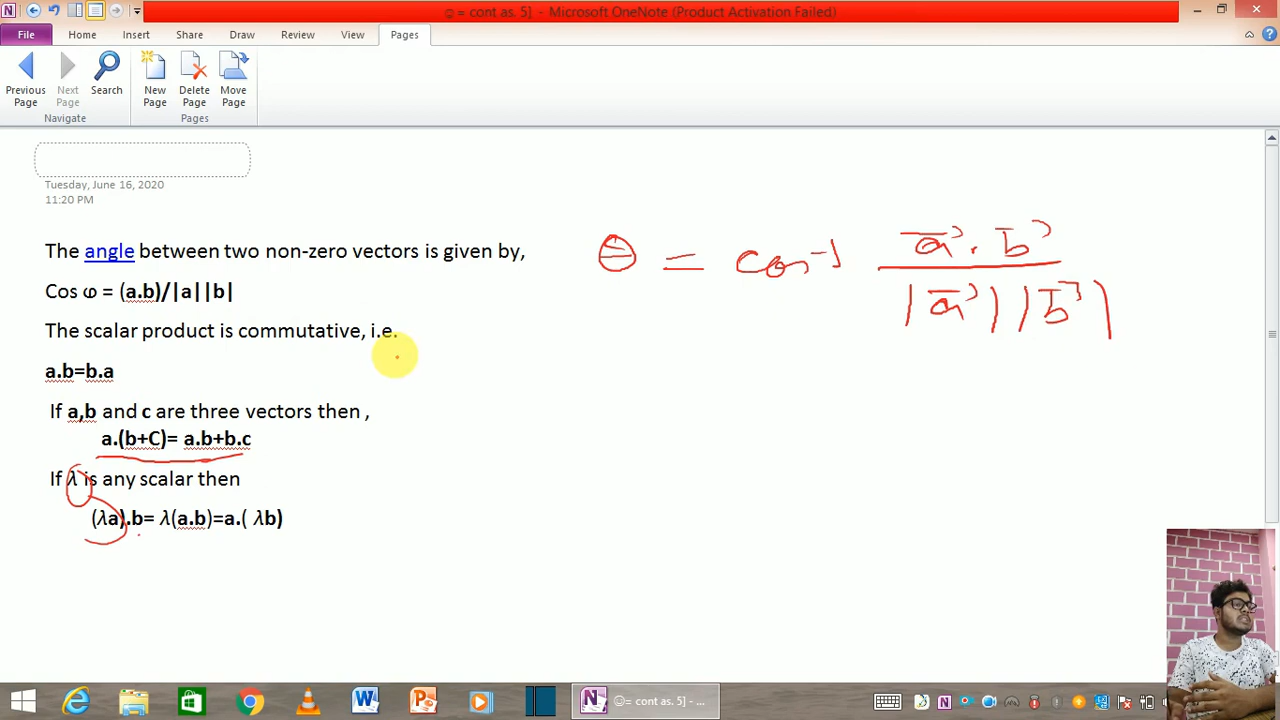 ☺= cont as. 5] - Microsoft OneNote (Product Activation Failed)
File Home Insert Share Draw Review View Pages
Previous Page Next Page Search New Page Delete Page Move Page
Navigate Pages
Tuesday, June 16, 2020
11:20 PM
The angle between two non-zero vectors is given by,
Cos φ = (a.b)/|a||b|
The scalar product is commutative, i.e.
a.b=b.a
If a,b and c are three vectors then ,
a.(b+C)= a.b+b.c
If λ is any scalar then
(λa).b= λ(a.b)=a.( λb)
θ = cos⁻¹ a⃗ . b⃗
|a⃗| |b⃗|
☺= cont as. 5] - ...